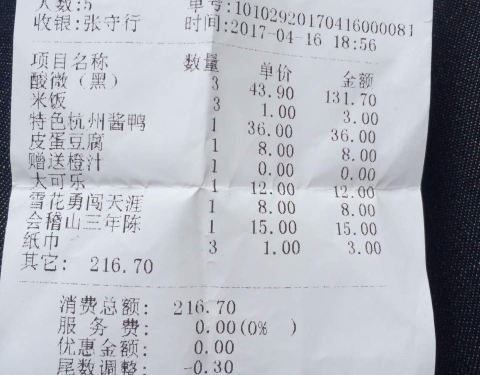 人数:5 单号:10102920170416000081
收银:张守行 时间:2017-04-16 18:56
项目名称 数量 单价 金额
酸微（黑） 3 43.90 131.70
米饭 3 1.00 3.00
特色杭州酱鸭 1 36.00 36.00
皮蛋豆腐 1 8.00 8.00
赠送橙汁 1 0.00 0.00
大可乐 1 12.00 12.00
雪花勇闯天涯 1 8.00 8.00
会稽山三年陈 1 15.00 15.00
纸巾 3 1.00 3.00
其它: 216.70
消费总额: 216.70
服 务 费: 0.00(0% )
优惠金额: 0.00
尾数调整: -0.30